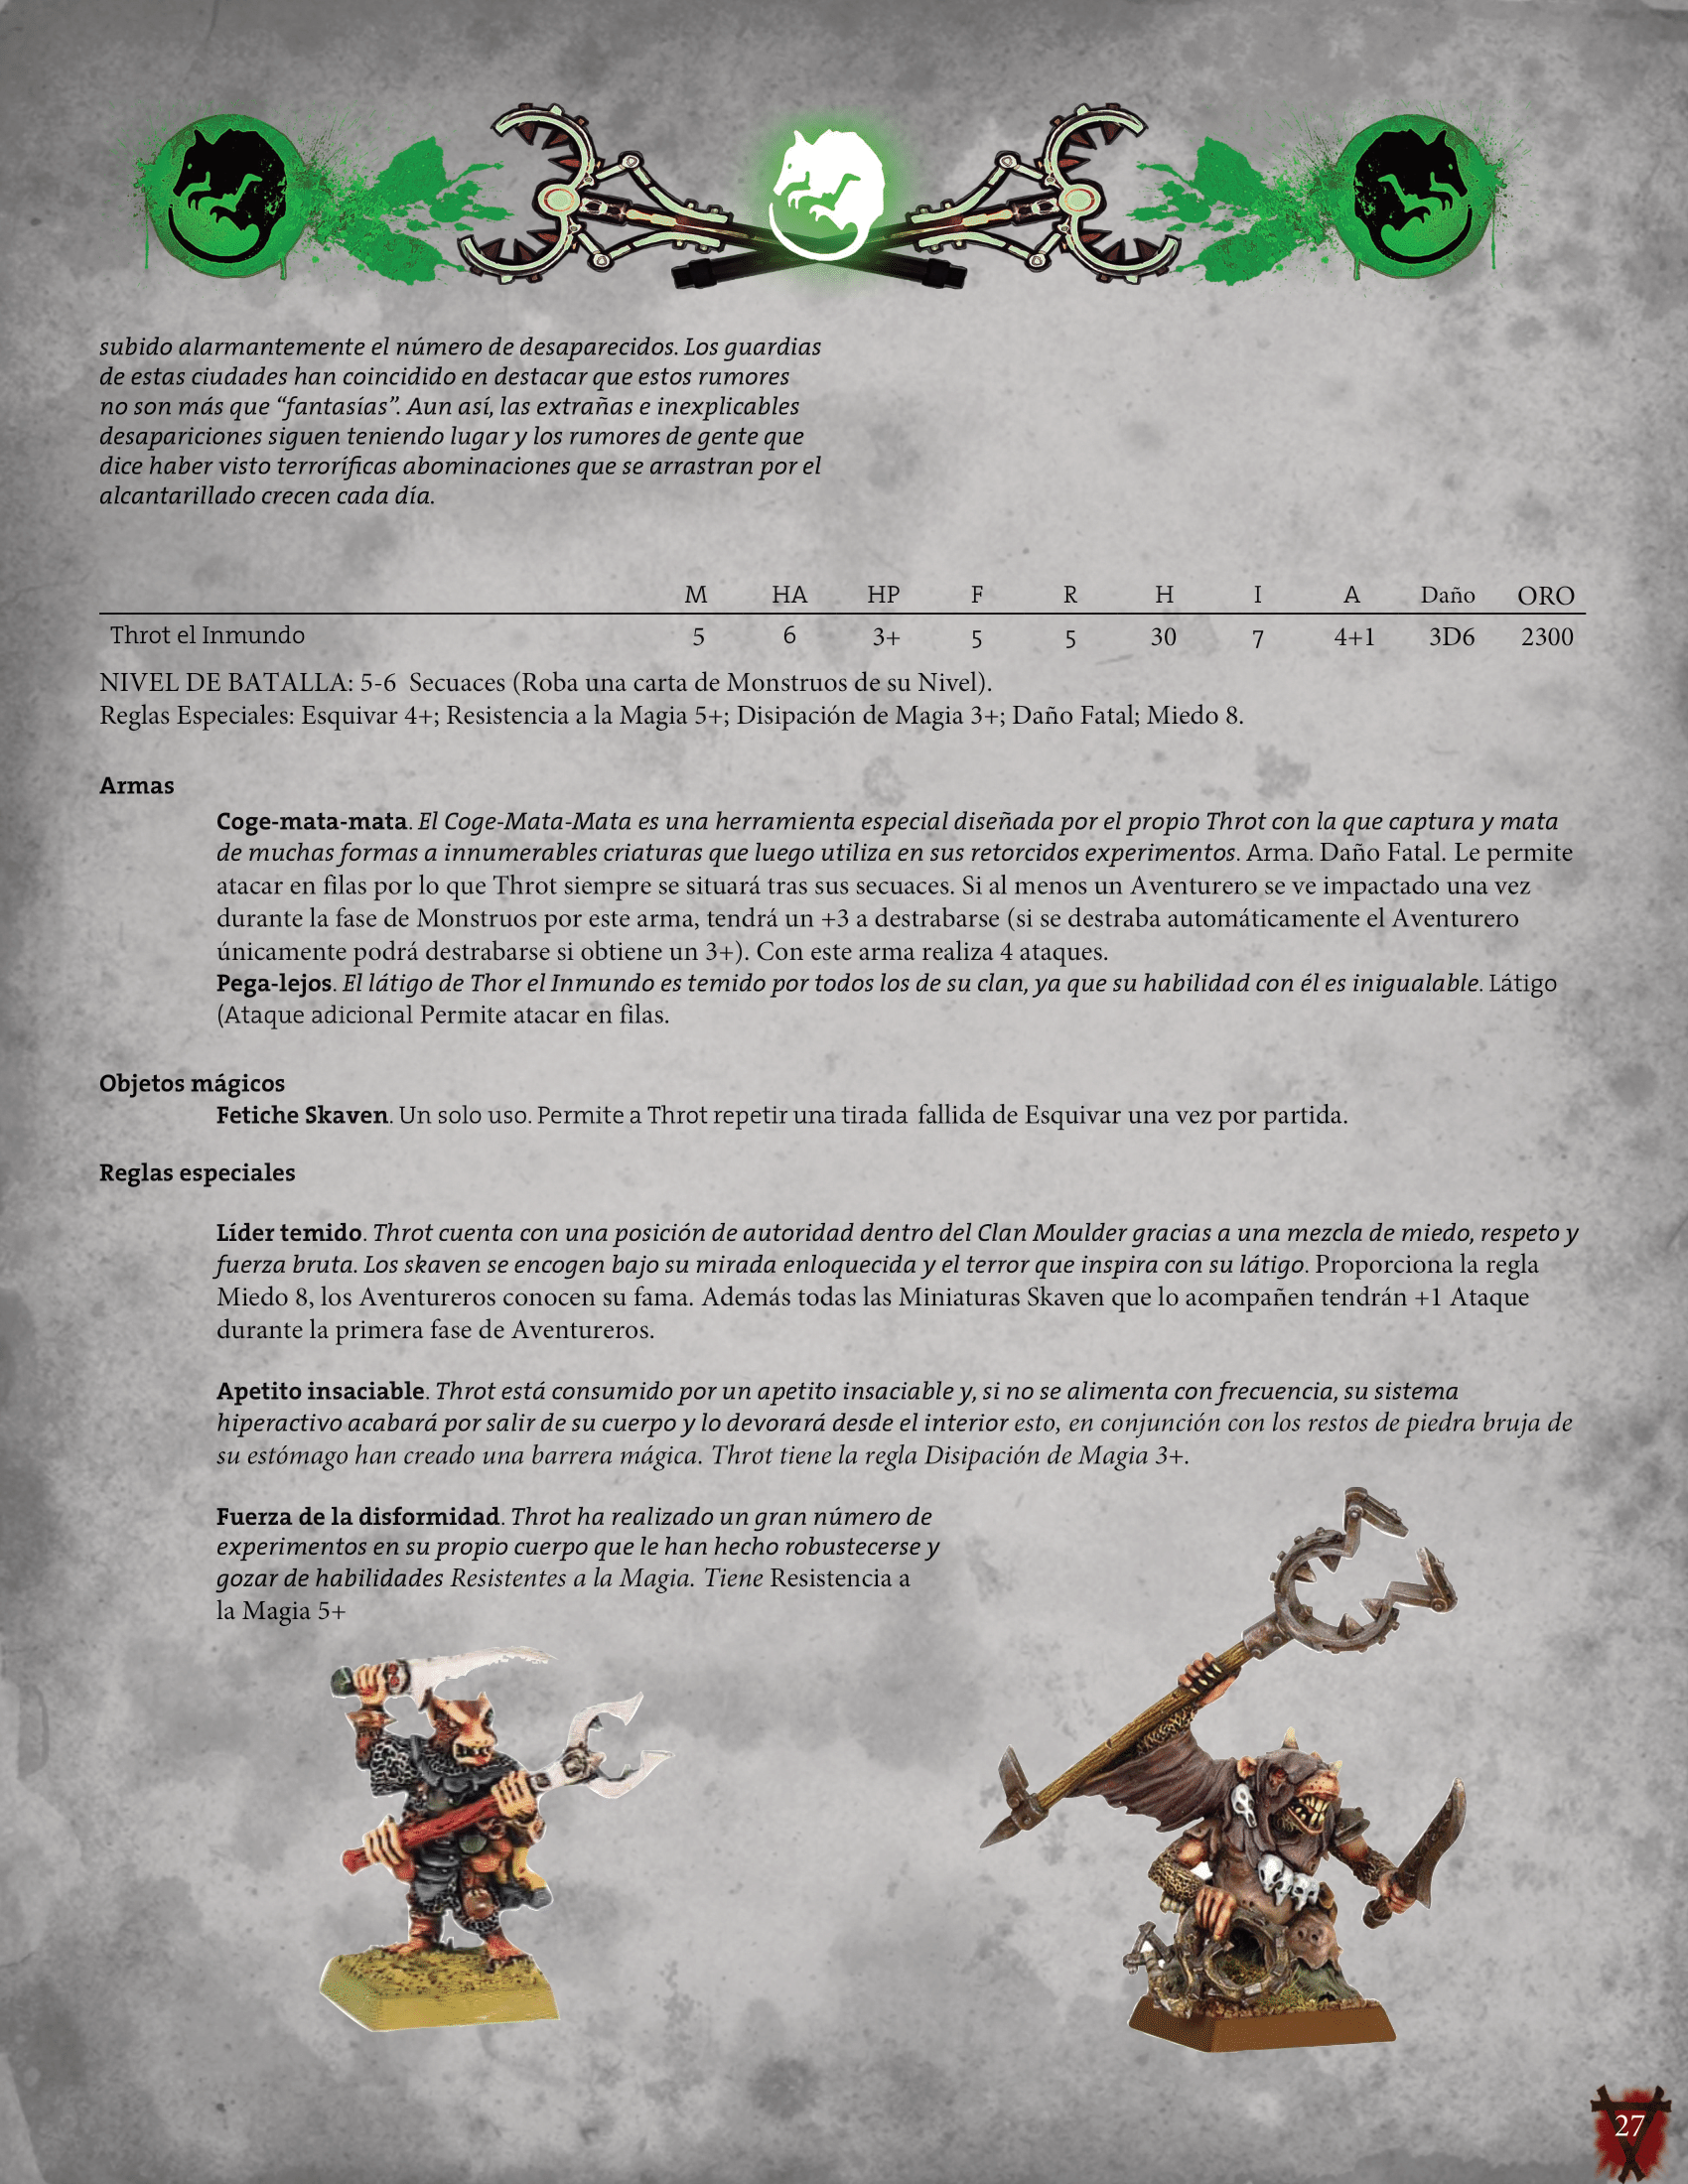 subido alarmantemente el número de desaparecidos. Los guardias
de estas ciudades han coincidido en destacar que estos rumores
no son más que “fantasías”. Aun así, las extrañas e inexplicables
desapariciones siguen teniendo lugar y los rumores de gente que
dice haber visto terroríficas abominaciones que se arrastran por el
alcantarillado crecen cada día.
M HA HP F R H I A Daño ORO
Throt el Inmundo 5 6 3+ 5 5 30 7 4+1 3D6 2300
NIVEL DE BATALLA: 5-6 Secuaces (Roba una carta de Monstruos de su Nivel).
Reglas Especiales: Esquivar 4+; Resistencia a la Magia 5+; Disipación de Magia 3+; Daño Fatal; Miedo 8.
Armas
Coge-mata-mata. El Coge-Mata-Mata es una herramienta especial diseñada por el propio Throt con la que captura y mata
de muchas formas a innumerables criaturas que luego utiliza en sus retorcidos experimentos. Arma. Daño Fatal. Le permite
atacar en filas por lo que Throt siempre se situará tras sus secuaces. Si al menos un Aventurero se ve impactado una vez
durante la fase de Monstruos por este arma, tendrá un +3 a destrabarse (si se destraba automáticamente el Aventurero
únicamente podrá destrabarse si obtiene un 3+). Con este arma realiza 4 ataques.
Pega-lejos. El látigo de Thor el Inmundo es temido por todos los de su clan, ya que su habilidad con él es inigualable. Látigo
(Ataque adicional Permite atacar en filas.
Objetos mágicos
Fetiche Skaven. Un solo uso. Permite a Throt repetir una tirada fallida de Esquivar una vez por partida.
Reglas especiales
Líder temido. Throt cuenta con una posición de autoridad dentro del Clan Moulder gracias a una mezcla de miedo, respeto y
fuerza bruta. Los skaven se encogen bajo su mirada enloquecida y el terror que inspira con su látigo. Proporciona la regla
Miedo 8, los Aventureros conocen su fama. Además todas las Miniaturas Skaven que lo acompañen tendrán +1 Ataque
durante la primera fase de Aventureros.
Apetito insaciable. Throt está consumido por un apetito insaciable y, si no se alimenta con frecuencia, su sistema
hiperactivo acabará por salir de su cuerpo y lo devorará desde el interior esto, en conjunción con los restos de piedra bruja de
su estómago han creado una barrera mágica. Throt tiene la regla Disipación de Magia 3+.
Fuerza de la disformidad. Throt ha realizado un gran número de
experimentos en su propio cuerpo que le han hecho robustecerse y
gozar de habilidades Resistentes a la Magia. Tiene Resistencia a
la Magia 5+
27